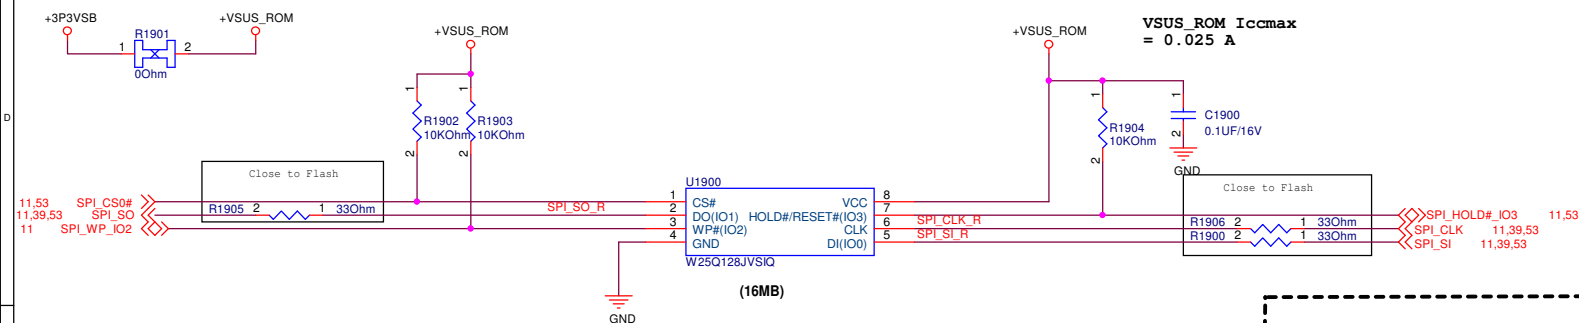 +3P3VSB
R1901
1
2
0Ohm
+VSUS_ROM
+VSUS_ROM
+VSUS_ROM
VSUS_ROM Iccmax
= 0.025 A
D
1
1
R1902
10KOhm
R1903
10KOhm
2
2
1
R1904
10KOhm
2
1
C1900
0.1UF/16V
2
GND
Close to Flash
11,53 SPI_CS0#
11,39,53 SPI_SO
11 SPI_WP_IO2
R1905 2 1 33Ohm
SPI_SO_R
U1900
1 CS#
2 DO(IO1)
3 WP#(IO2)
4 GND
VCC 8
HOLD#/RESET#(IO3) 7
CLK 6
DI(IO0) 5
W25Q128JVSIQ
(16MB)
GND
SPI_CLK_R
SPI_SI_R
Close to Flash
R1906 2 1 33Ohm
R1900 2 1 33Ohm
SPI_HOLD#_IO3 11,53
SPI_CLK 11,39,53
SPI_SI 11,39,53